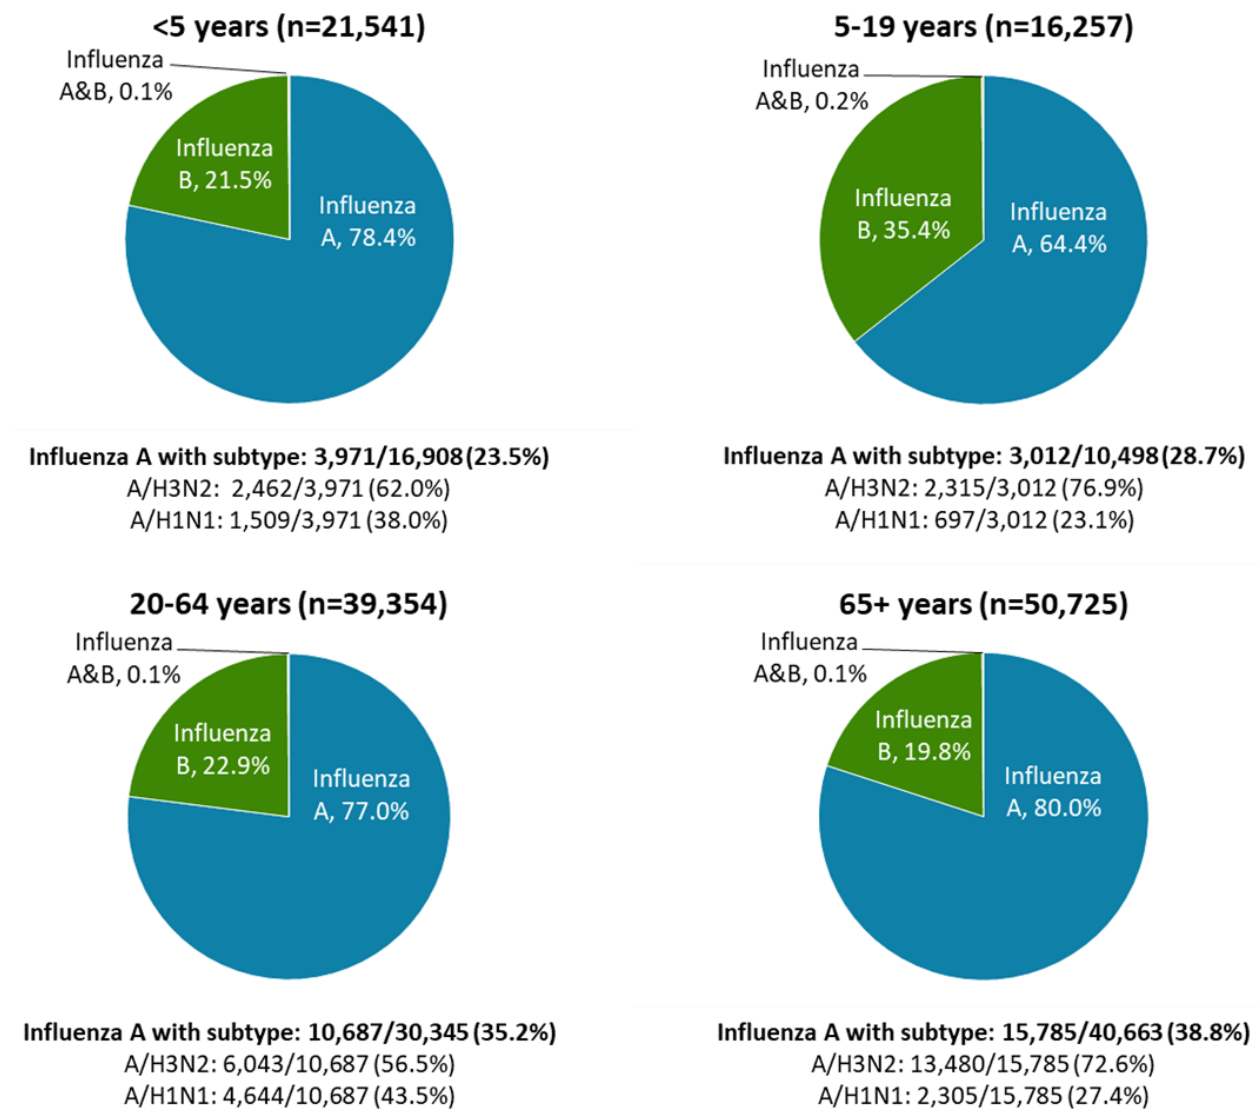 <5 years (n=21,541)
Influenza
A&B, 0.1%
Influenza
B, 21.5%
Influenza
A, 78.4%
Influenza A with subtype: 3,971/16,908 (23.5%)
A/H3N2: 2,462/3,971 (62.0%)
A/H1N1: 1,509/3,971 (38.0%)
5-19 years (n=16,257)
Influenza
A&B, 0.2%
Influenza
B, 35.4%
Influenza
A, 64.4%
Influenza A with subtype: 3,012/10,498 (28.7%)
A/H3N2: 2,315/3,012 (76.9%)
A/H1N1: 697/3,012 (23.1%)
20-64 years (n=39,354)
Influenza
A&B, 0.1%
Influenza
B, 22.9%
Influenza
A, 77.0%
Influenza A with subtype: 10,687/30,345 (35.2%)
A/H3N2: 6,043/10,687 (56.5%)
A/H1N1: 4,644/10,687 (43.5%)
65+ years (n=50,725)
Influenza
A&B, 0.1%
Influenza
B, 19.8%
Influenza
A, 80.0%
Influenza A with subtype: 15,785/40,663 (38.8%)
A/H3N2: 13,480/15,785 (72.6%)
A/H1N1: 2,305/15,785 (27.4%)